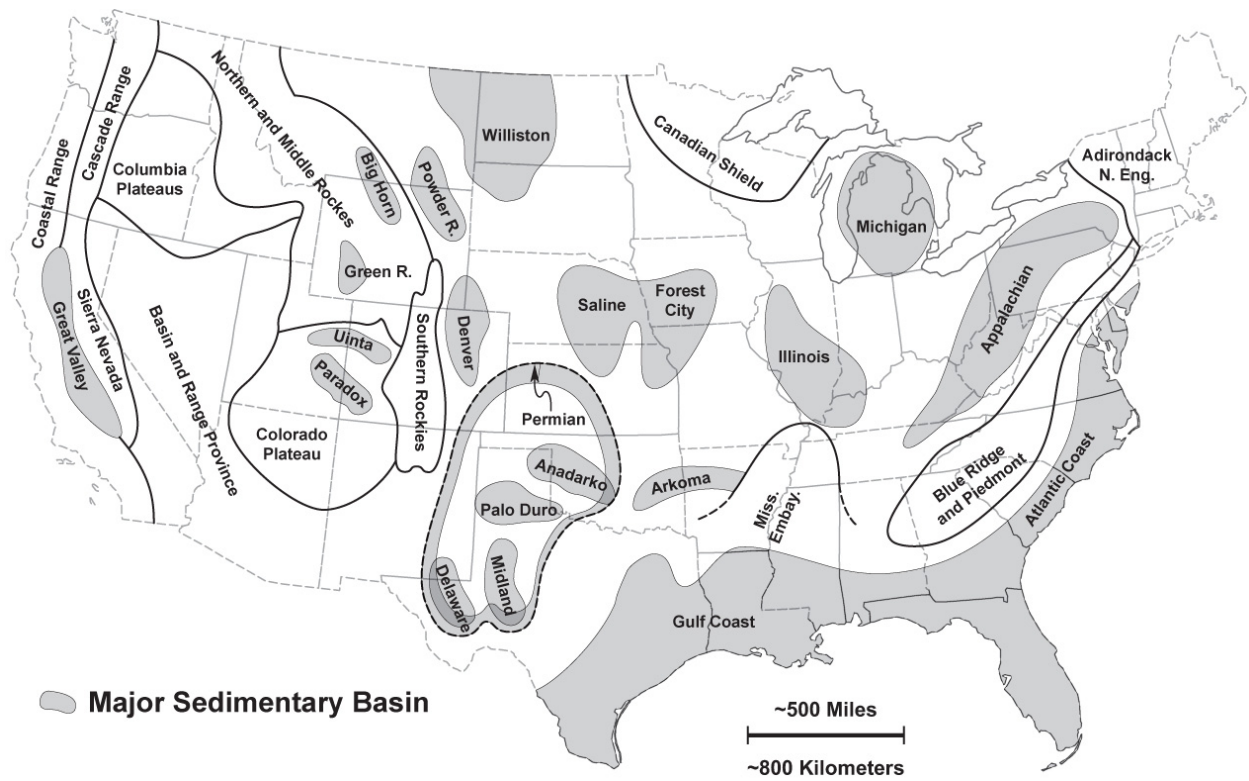 Coastal Range
Cascade Range
Columbia
Plateaus
Northern and Middle Rockes
Big Horn
Powder R.
Williston
Canadian Shield
Michigan
Adirondack
N. Eng.
Green R.
Great Valley
Sierra Nevada
Basin and Range Province
Uinta
Paradox
Southern Rockies
Denver
Saline
Forest
City
Illinois
Appalachian
Colorado
Plateau
Permian
Anadarko
Palo Duro
Arkoma
Miss.
Embay.
Blue Ridge
and Piedmont
Atlantic Coast
Delaware
Midland
Gulf Coast
Major Sedimentary Basin
~500 Miles
~800 Kilometers